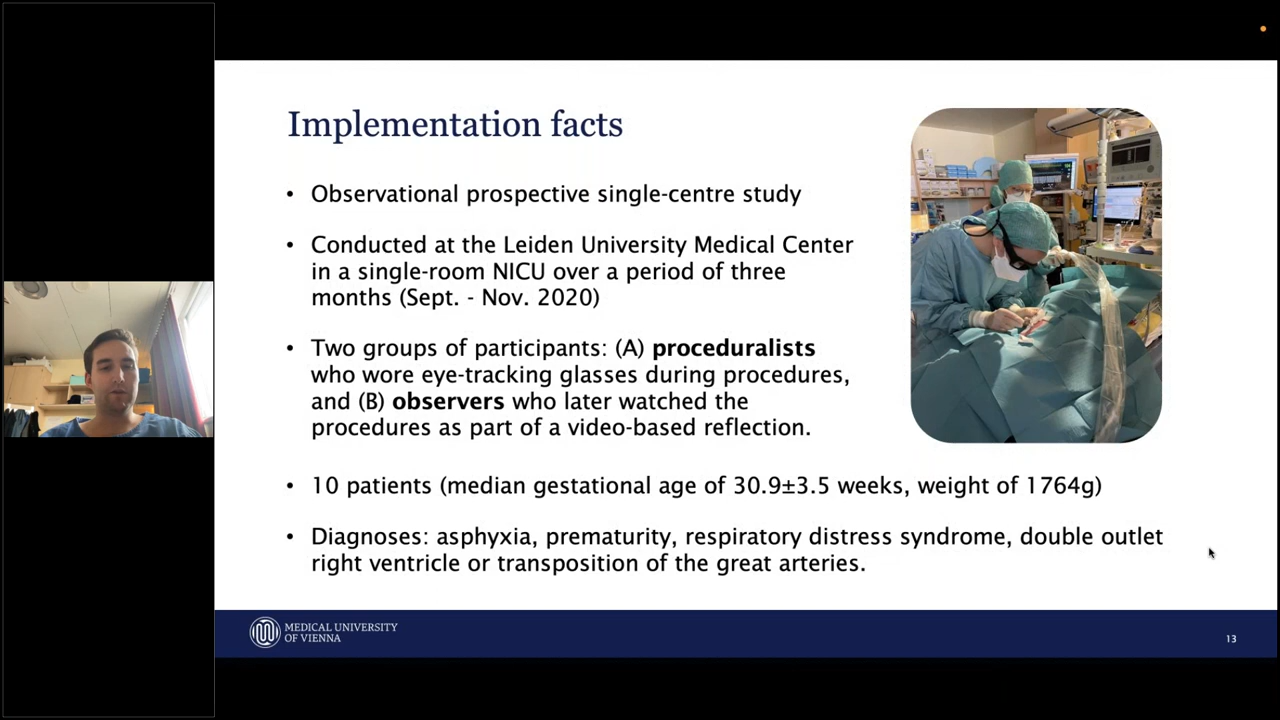 Implementation facts
• Observational prospective single-centre study
• Conducted at the Leiden University Medical Center
in a single-room NICU over a period of three
months (Sept. - Nov. 2020)
• Two groups of participants: (A) proceduralists
who wore eye-tracking glasses during procedures,
and (B) observers who later watched the
procedures as part of a video-based reflection.
• 10 patients (median gestational age of 30.9±3.5 weeks, weight of 1764g)
• Diagnoses: asphyxia, prematurity, respiratory distress syndrome, double outlet
right ventricle or transposition of the great arteries.
MEDICAL UNIVERSITY
OF VIENNA
13